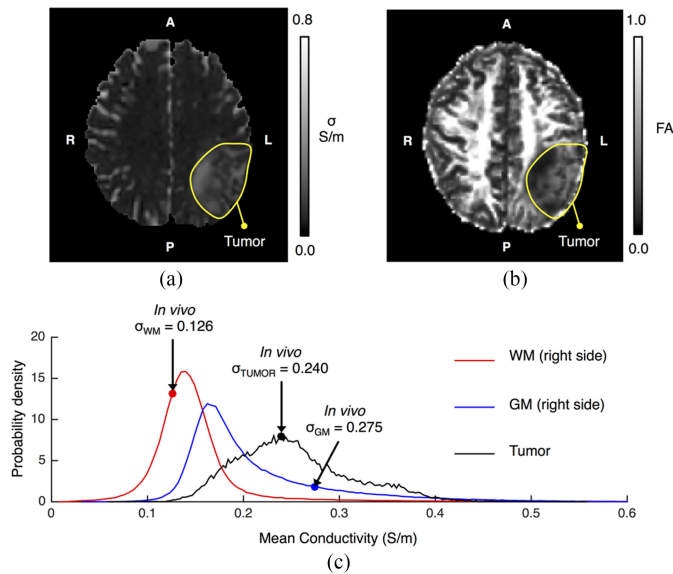 A
R
L
P
Tumor
0.8
σ
S/m
0.0
(a)
A
R
L
P
Tumor
1.0
FA
0.0
(b)
In vivo
σWM = 0.126
In vivo
σTUMOR = 0.240
In vivo
σGM = 0.275
WM (right side)
GM (right side)
Tumor
Probability density
20
15
10
5
0
0 0.1 0.2 0.3 0.4 0.5 0.6
Mean Conductivity (S/m)
(c)